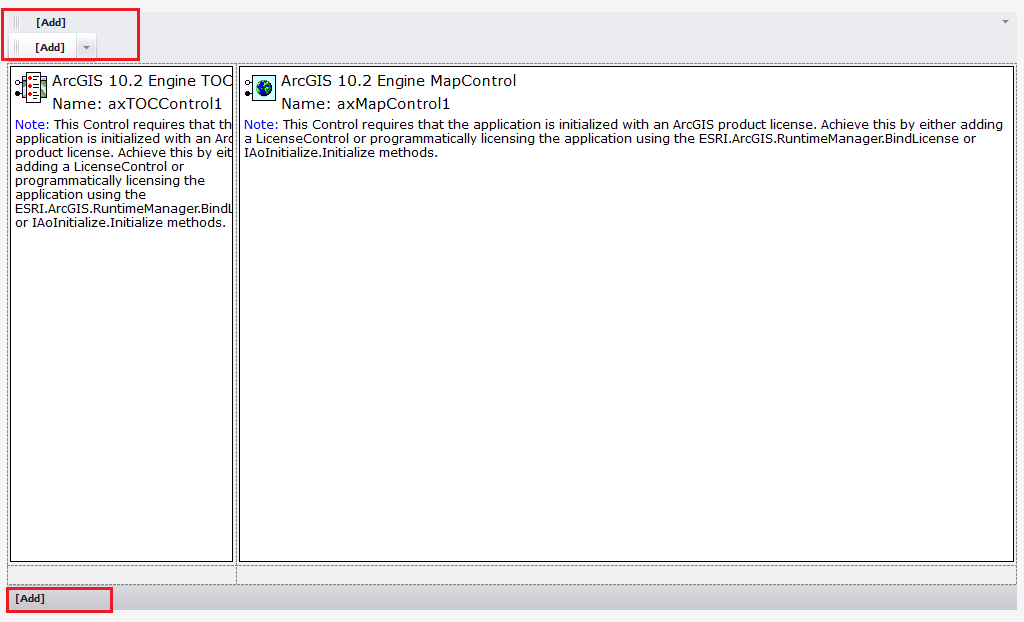 [Add]
[Add]
ArcGIS 10.2 Engine TOC
Name: axTOCControl1
Note: This Control requires that th
application is initialized with an Arc
product license. Achieve this by eit
adding a LicenseControl or
programmatically licensing the
application using the
ESRI.ArcGIS.RuntimeManager.BindL
or IAoInitialize.Initialize methods.
ArcGIS 10.2 Engine MapControl
Name: axMapControl1
Note: This Control requires that the application is initialized with an ArcGIS product license. Achieve this by either adding
a LicenseControl or programmatically licensing the application using the ESRI.ArcGIS.RuntimeManager.BindLicense or
IAoInitialize.Initialize methods.
[Add]